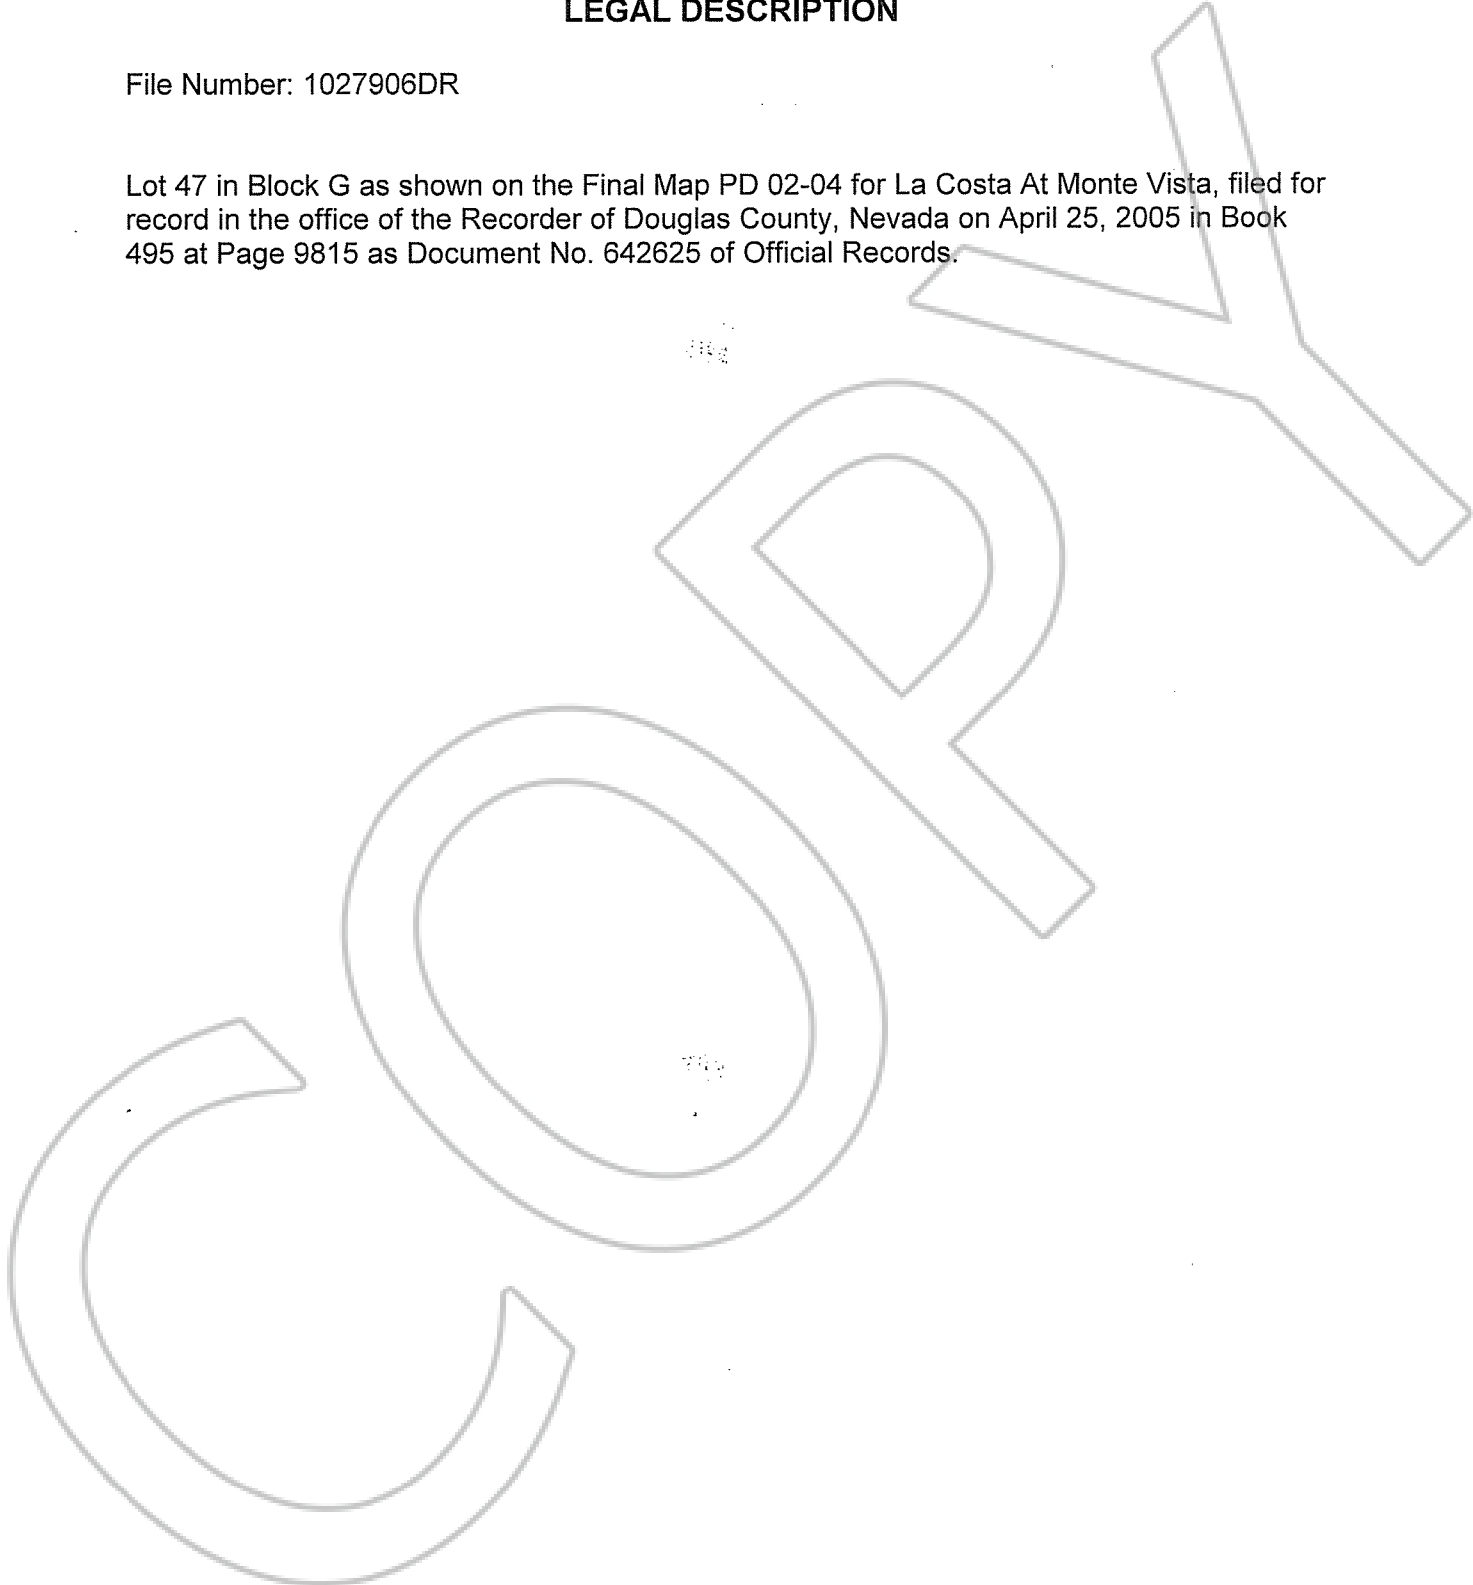 LEGAL DESCRIPTION
File Number: 1027906DR
Lot 47 in Block G as shown on the Final Map PD 02-04 for La Costa At Monte Vista, filed for
record in the office of the Recorder of Douglas County, Nevada on April 25, 2005 in Book
495 at Page 9815 as Document No. 642625 of Official Records.
COPY